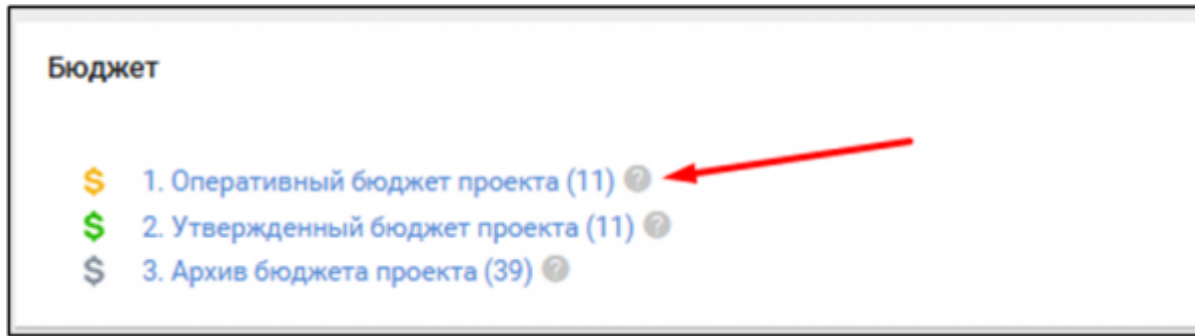 Бюджет
$ 1. Оперативный бюджет проекта (11) ?
$ 2. Утвержденный бюджет проекта (11) ?
$ 3. Архив бюджета проекта (39) ?